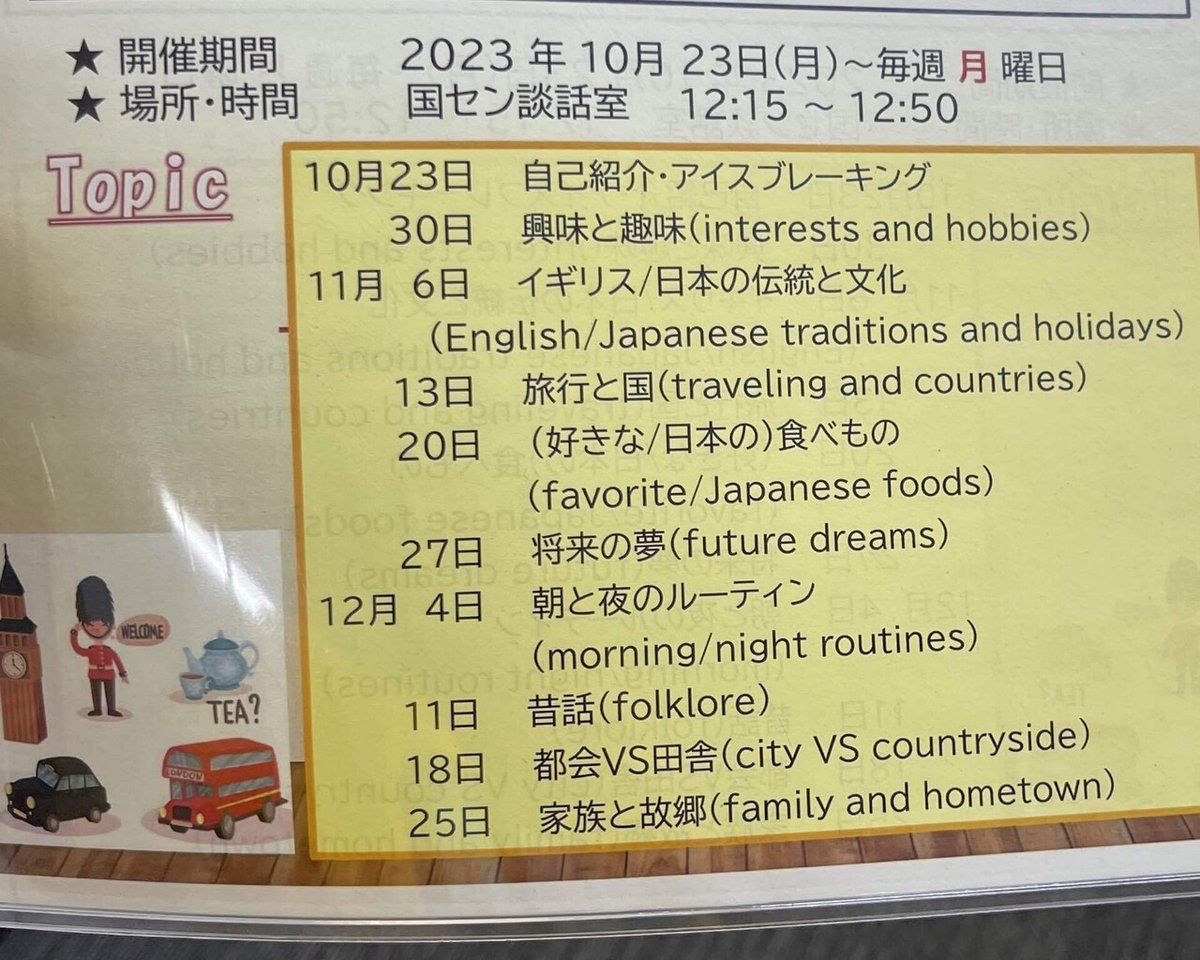 ★ 開催期間 2023 年 10月 23日(月)~毎週 月 曜日
★ 場所・時間 国セン談話室 12:15 ~ 12:50
Topic
10月23日 自己紹介・アイスブレーキング
30日 興味と趣味(interests and hobbies)
11月 6日 イギリス/日本の伝統と文化
(English/Japanese traditions and holidays)
13日 旅行と国(traveling and countries)
20日 (好きな/日本の)食べもの
(favorite/Japanese foods)
27日 将来の夢(future dreams)
12月 4日 朝と夜のルーティン
(morning/night routines)
11日 昔話(folklore)
18日 都会VS田舎(city VS countryside)
25日 家族と故郷(family and hometown)
WELCOME
TEA?
LONDON